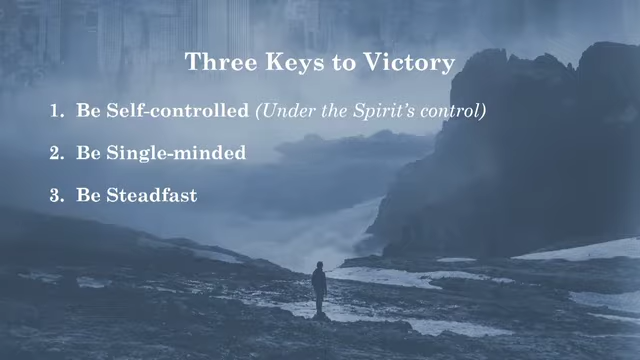 Three Keys to Victory
1. Be Self-controlled (Under the Spirit's control)
2. Be Single-minded
3. Be Steadfast